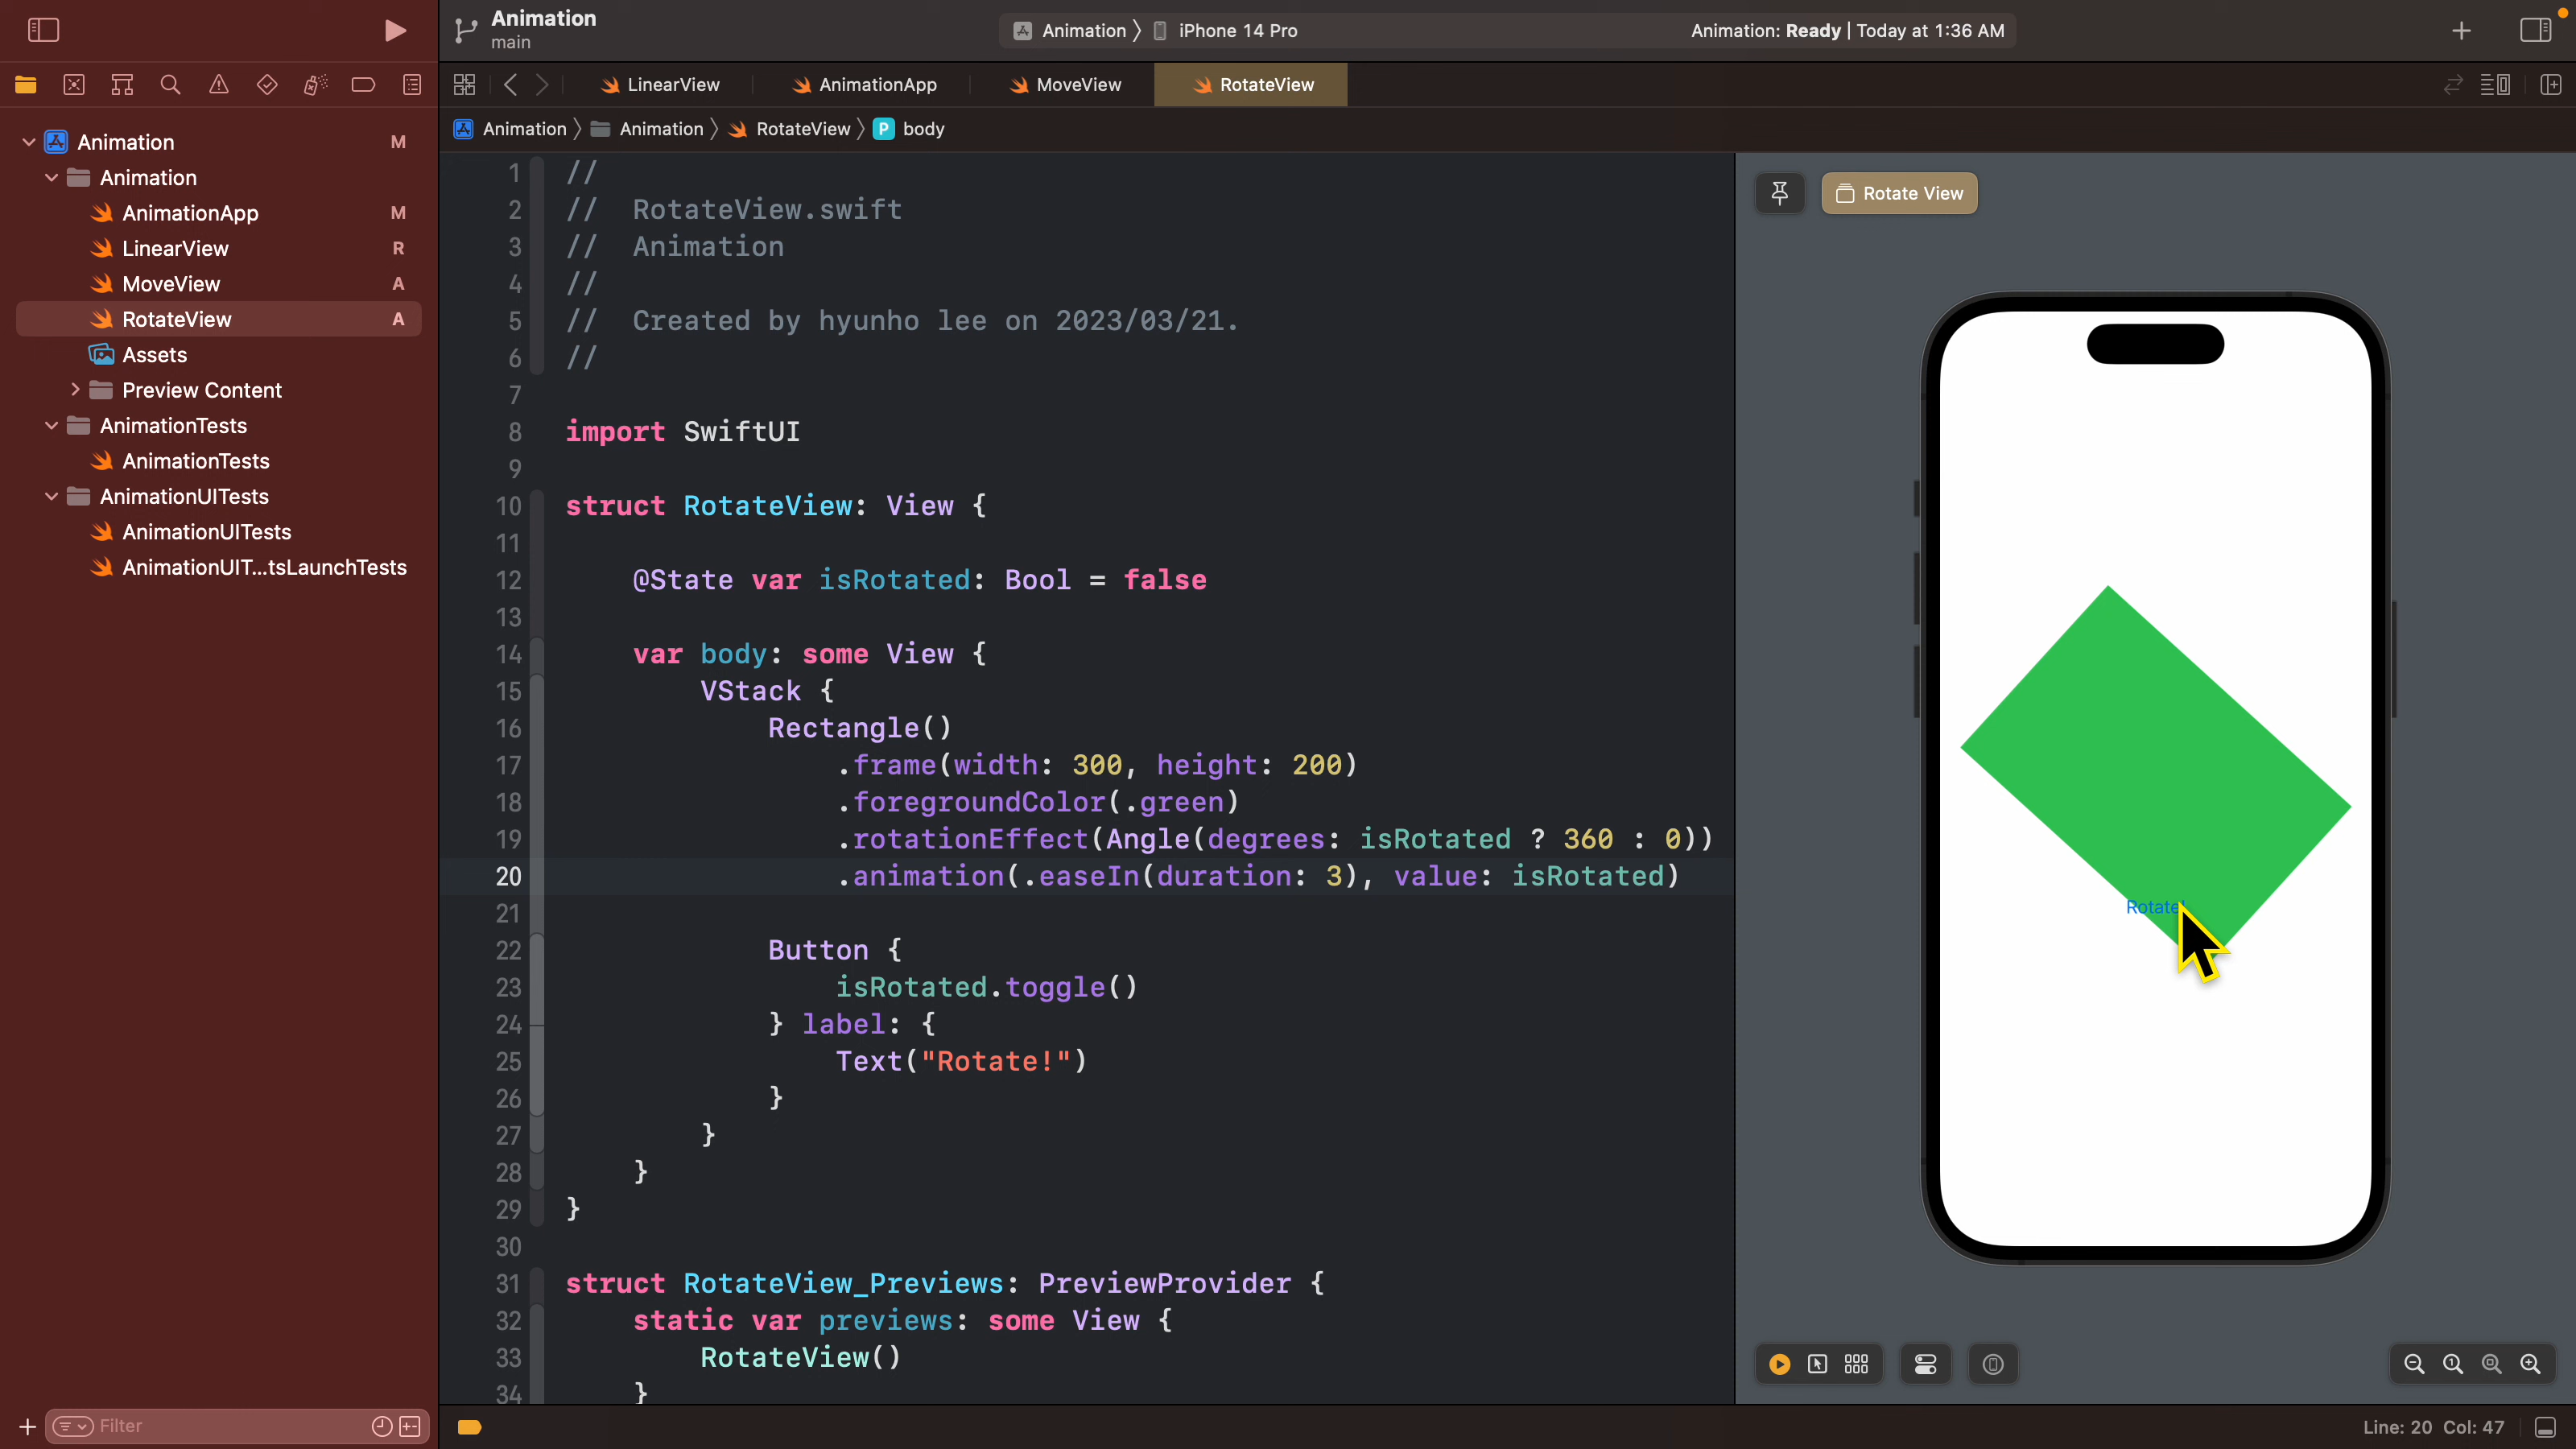 Animation
main
Animation
iPhone 14 Pro
Animation: Ready | Today at 1:36 AM
LinearView
AnimationApp
MoveView
RotateView
Animation
Animation
RotateView
P
body
Animation
M
Animation
AnimationApp
M
LinearView
R
MoveView
A
RotateView
A
Assets
Preview Content
AnimationTests
AnimationTests
AnimationUITests
AnimationUITests
AnimationUIT...tsLaunchTests
Filter
1 //
2 // RotateView.swift
3 // Animation
4 //
5 // Created by hyunho lee on 2023/03/21.
6 //
7
8 import SwiftUI
9
10 struct RotateView: View {
11
12 @State var isRotated: Bool = false
13
14 var body: some View {
15 VStack {
16 Rectangle()
17 .frame(width: 300, height: 200)
18 .foregroundColor(.green)
19 .rotationEffect(Angle(degrees: isRotated ? 360 : 0))
20 .animation(.easeIn(duration: 3), value: isRotated)
21
22 Button {
23 isRotated.toggle()
24 } label: {
25 Text("Rotate!")
26 }
27 }
28 }
29 }
30
31 struct RotateView_Previews: PreviewProvider {
32 static var previews: some View {
33 RotateView()
34 }
Rotate View
Rotate!
Line: 20 Col: 47